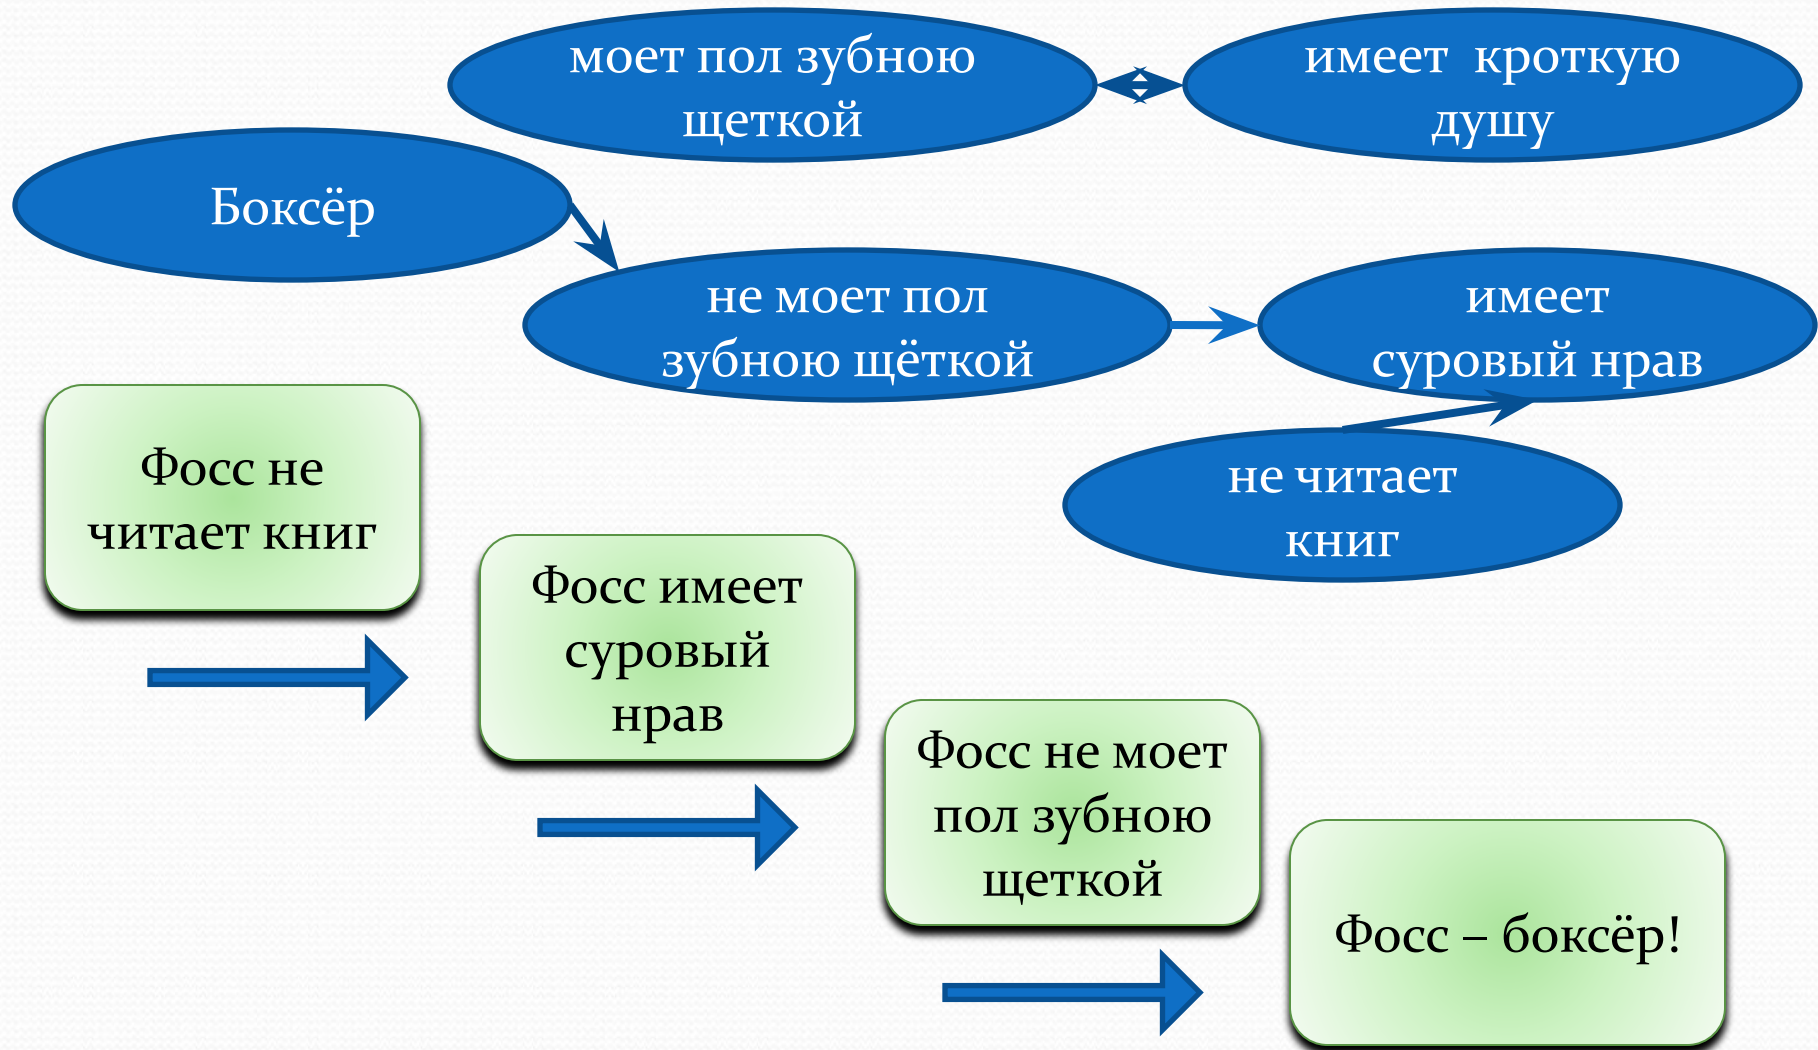 моет пол зубною
щеткой
имеет кроткую
душу
Боксёр
не моет пол
зубною щёткой
имеет
суровый нрав
не читает
книг
Фосс не
читает книг
Фосс имеет
суровый
нрав
Фосс не моет
пол зубною
щеткой
Фосс – боксёр!